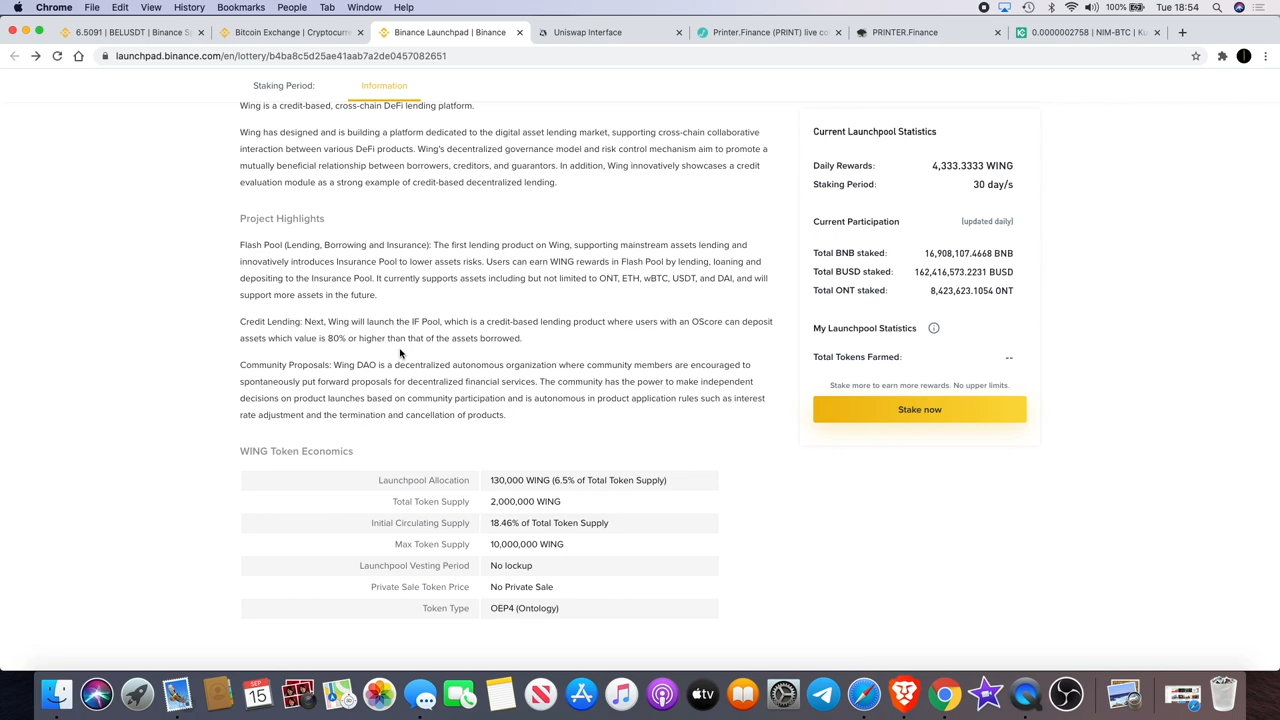 Chrome File Edit View History Bookmarks People Tab Window Help 100% Tue 18:54
6.5091 | BELUSDT | Binance S
Bitcoin Exchange | Cryptocurr
Binance Launchpad | Binance
Uniswap Interface
Printer.Finance (PRINT) live co
PRINTER.Finance
0.0000002758 | NIM-BTC | Ku
launchpad.binance.com/en/lottery/b4ba8c5d25ae41aab7a2de0457082651
Staking Period: Information
Wing is a credit-based, cross-chain DeFi lending platform.
Wing has designed and is building a platform dedicated to the digital asset lending market, supporting cross-chain collaborative
interaction between various DeFi products. Wing's decentralized governance model and risk control mechanism aim to promote a
mutually beneficial relationship between borrowers, creditors, and guarantors. In addition, Wing innovatively showcases a credit
evaluation module as a strong example of credit-based decentralized lending.
Project Highlights
Flash Pool (Lending, Borrowing and Insurance): The first lending product on Wing, supporting mainstream assets lending and
innovatively introduces Insurance Pool to lower assets risks. Users can earn WING rewards in Flash Pool by lending, loaning and
depositing to the Insurance Pool. It currently supports assets including but not limited to ONT, ETH, wBTC, USDT, and DAI, and will
support more assets in the future.
Credit Lending: Next, Wing will launch the IF Pool, which is a credit-based lending product where users with an OScore can deposit
assets which value is 80% or higher than that of the assets borrowed.
Community Proposals: Wing DAO is a decentralized autonomous organization where community members are encouraged to
spontaneously put forward proposals for decentralized financial services. The community has the power to make independent
decisions on product launches based on community participation and is autonomous in product application rules such as interest
rate adjustment and the termination and cancellation of products.
WING Token Economics
Launchpool Allocation 130,000 WING (6.5% of Total Token Supply)
Total Token Supply 2,000,000 WING
Initial Circulating Supply 18.46% of Total Token Supply
Max Token Supply 10,000,000 WING
Launchpool Vesting Period No lockup
Private Sale Token Price No Private Sale
Token Type OEP4 (Ontology)
Current Launchpool Statistics
Daily Rewards: 4,333.3333 WING
Staking Period: 30 day/s
Current Participation (updated daily)
Total BNB staked: 16,908,107.4668 BNB
Total BUSD staked: 162,416,573.2231 BUSD
Total ONT staked: 8,423,623.1054 ONT
My Launchpool Statistics
Total Tokens Farmed: --
Stake more to earn more rewards. No upper limits.
Stake now
SEP
15
tv